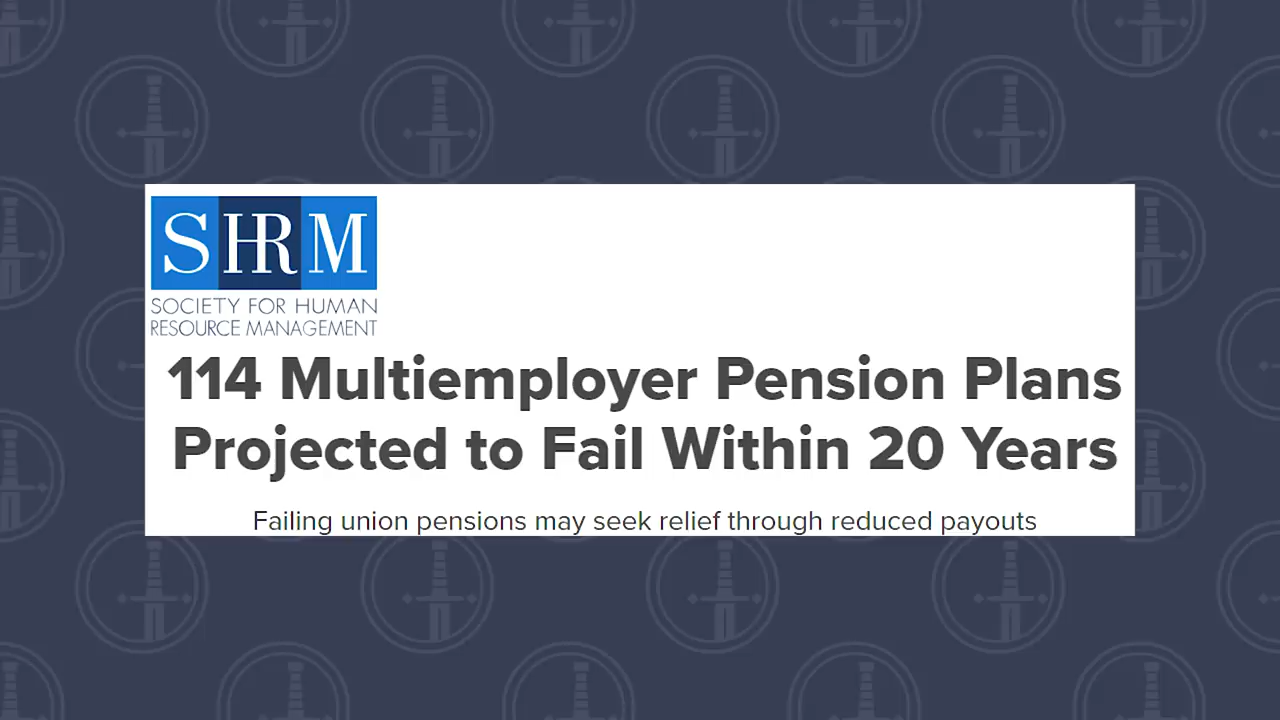 SHRM
SOCIETY FOR HUMAN
RESOURCE MANAGEMENT
114 Multiemployer Pension Plans
Projected to Fail Within 20 Years
Failing union pensions may seek relief through reduced payouts